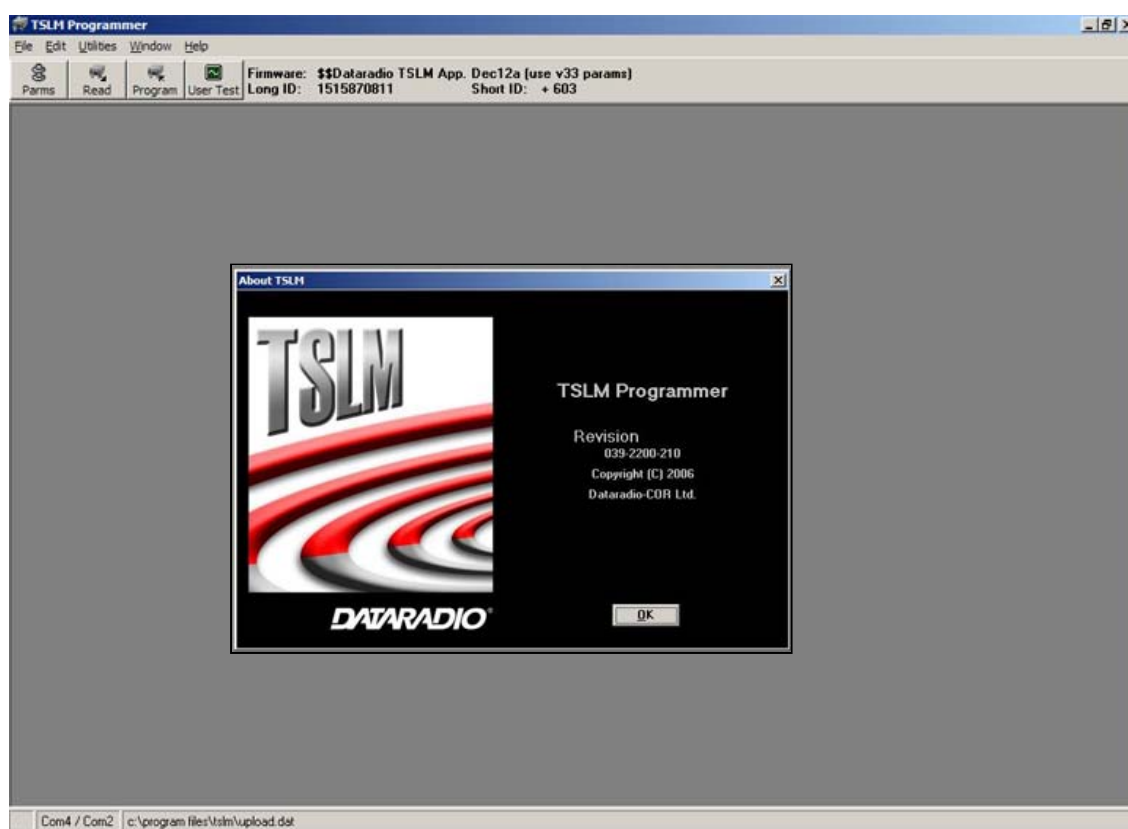 TSLM Programmer
File Edit Utilities Window Help
Parms Read Program User Test
Firmware: $$Dataradio TSLM App. Dec12a (use v33 params)
Long ID: 1515870811 Short ID: + 603
About TSLM
TSLM
TSLM Programmer
Revision
039-2200-210
Copyright (C) 2006
Dataradio-COR Ltd.
DATARADIO®
OK
Com4 / Com2 c:\program files\tslm\upload.dat